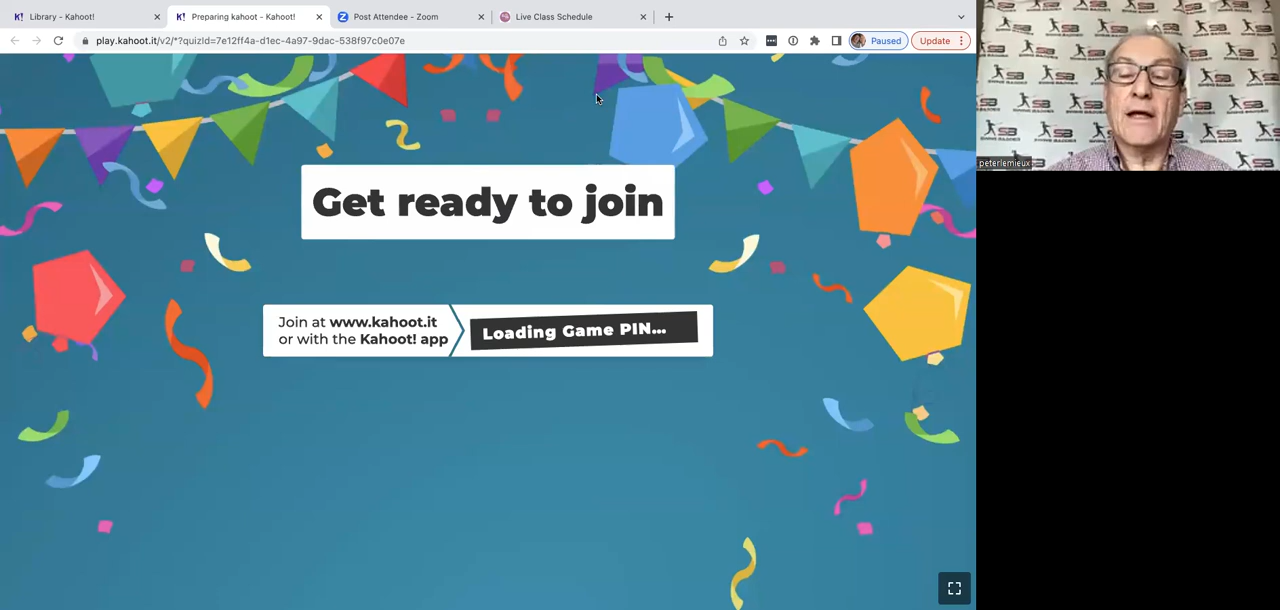 Library - Kahoot!
Preparing kahoot - Kahoot!
Post Attendee - Zoom
Live Class Schedule
play.kahoot.it/v2/*?quizId=7e12ff4a-d1ec-4a97-9dac-538f97c0e07e
Paused
Update
Get ready to join
Join at www.kahoot.it
or with the Kahoot! app
Loading Game PIN...
peterlemieux